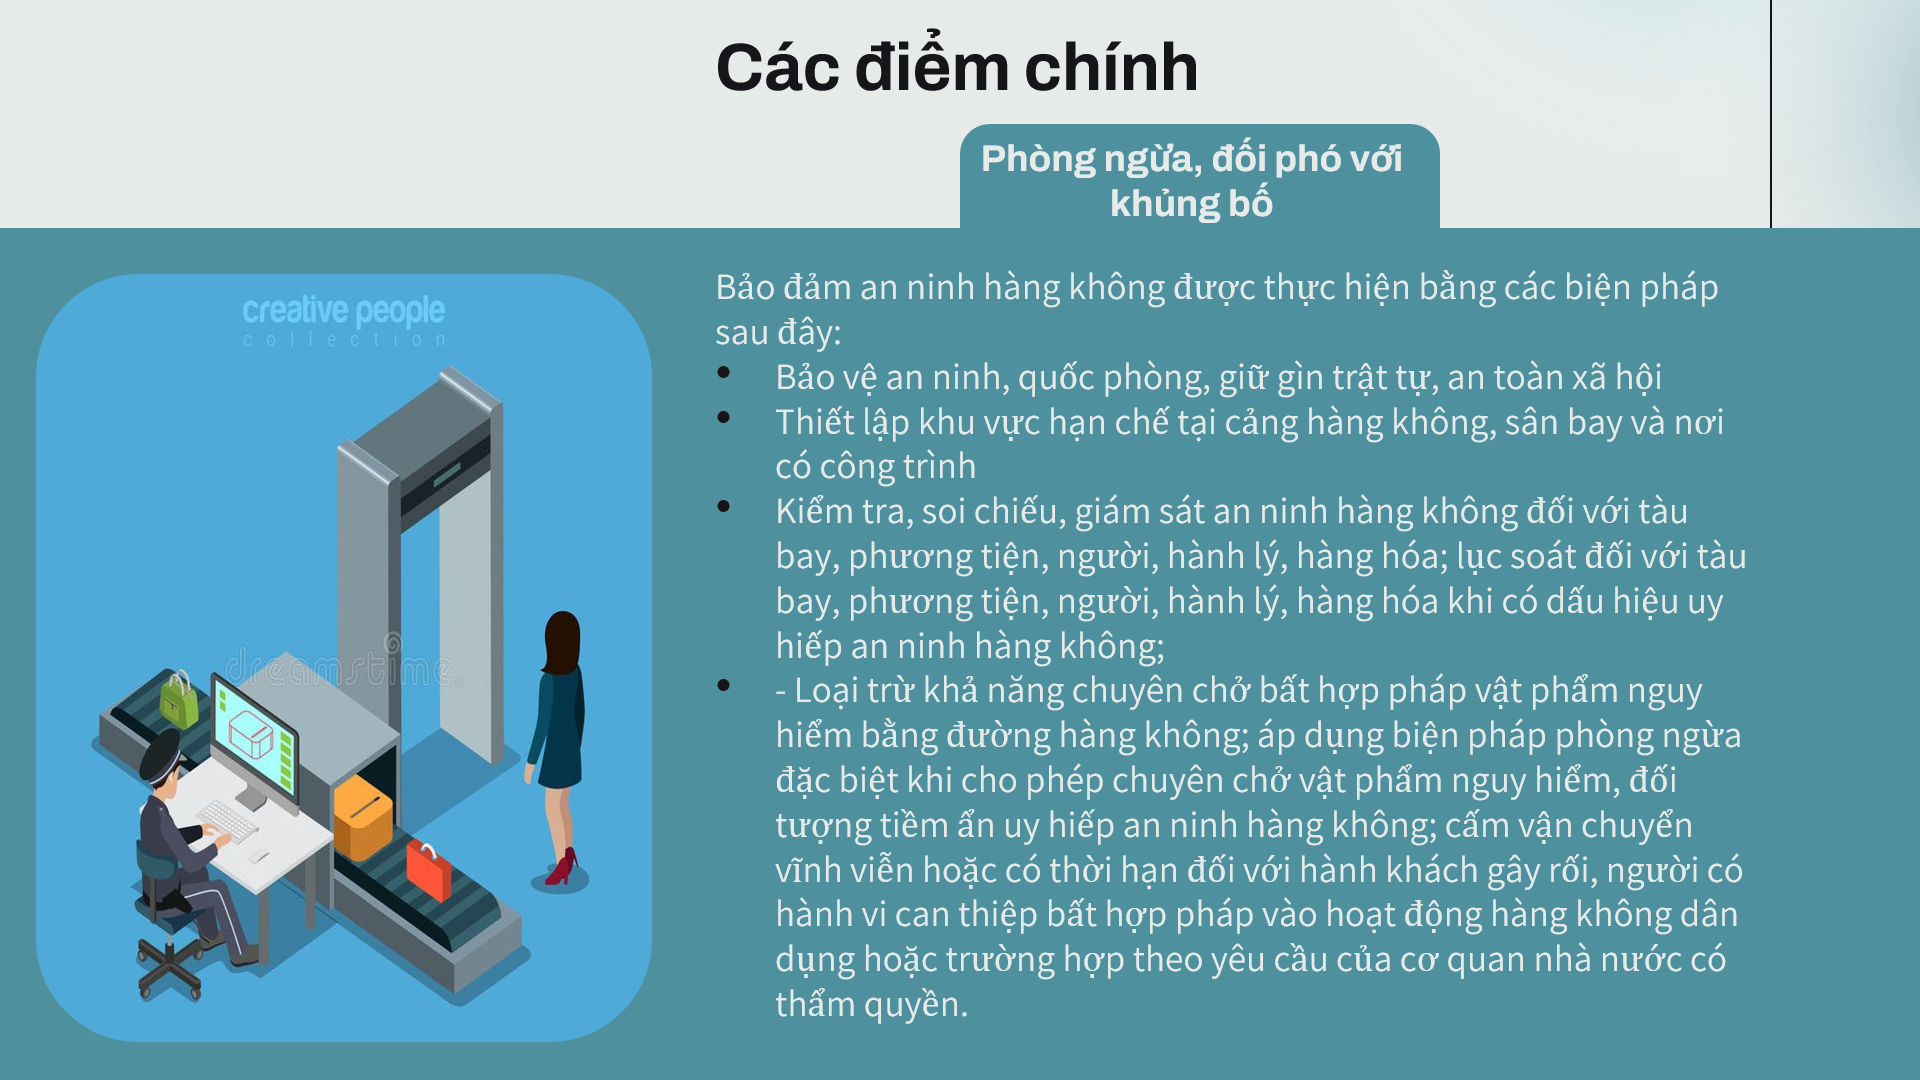 Các điểm chính
Phòng ngừa, đối phó với
khủng bố
creative people
collection
dreamstime.
Bảo đảm an ninh hàng không được thực hiện bằng các biện pháp
sau đây:
• Bảo vệ an ninh, quốc phòng, giữ gìn trật tự, an toàn xã hội
• Thiết lập khu vực hạn chế tại cảng hàng không, sân bay và nơi
có công trình
• Kiểm tra, soi chiếu, giám sát an ninh hàng không đối với tàu
bay, phương tiện, người, hành lý, hàng hóa; lục soát đối với tàu
bay, phương tiện, người, hành lý, hàng hóa khi có dấu hiệu uy
hiếp an ninh hàng không;
• - Loại trừ khả năng chuyên chở bất hợp pháp vật phẩm nguy
hiểm bằng đường hàng không; áp dụng biện pháp phòng ngừa
đặc biệt khi cho phép chuyên chở vật phẩm nguy hiểm, đối
tượng tiềm ẩn uy hiếp an ninh hàng không; cấm vận chuyển
vĩnh viễn hoặc có thời hạn đối với hành khách gây rối, người có
hành vi can thiệp bất hợp pháp vào hoạt động hàng không dân
dụng hoặc trường hợp theo yêu cầu của cơ quan nhà nước có
thẩm quyền.